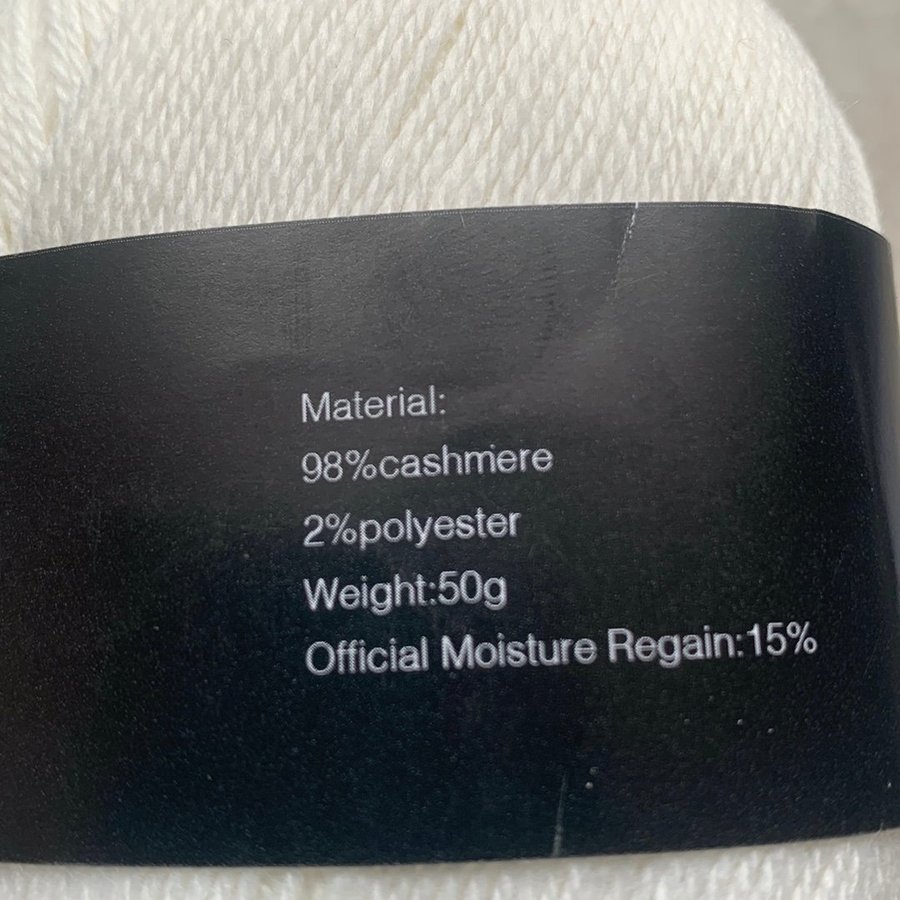 Material:
98%cashmere
2%polyester
Weight:50g
Official Moisture Regain:15%